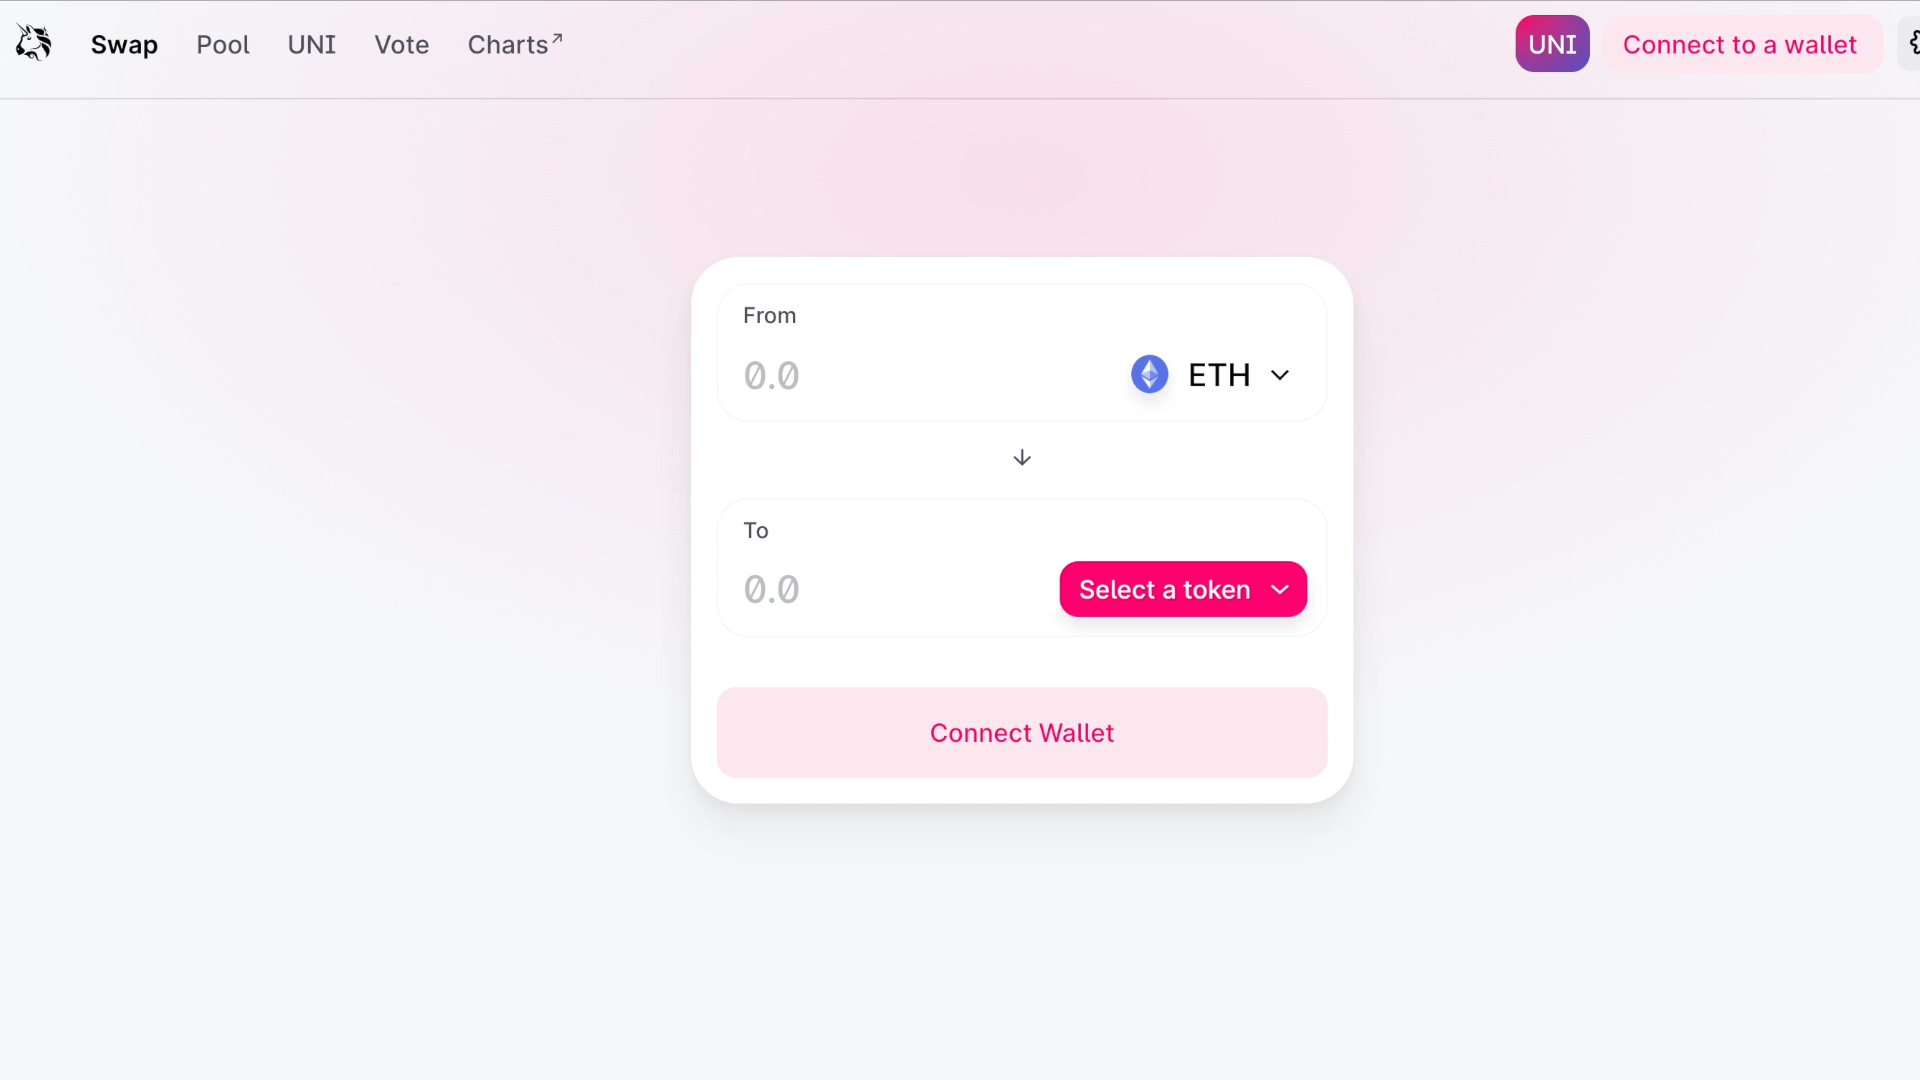 Swap Pool UNI Vote Charts↗ UNI Connect to a wallet
From
0.0 ETH
To
0.0 Select a token
Connect Wallet